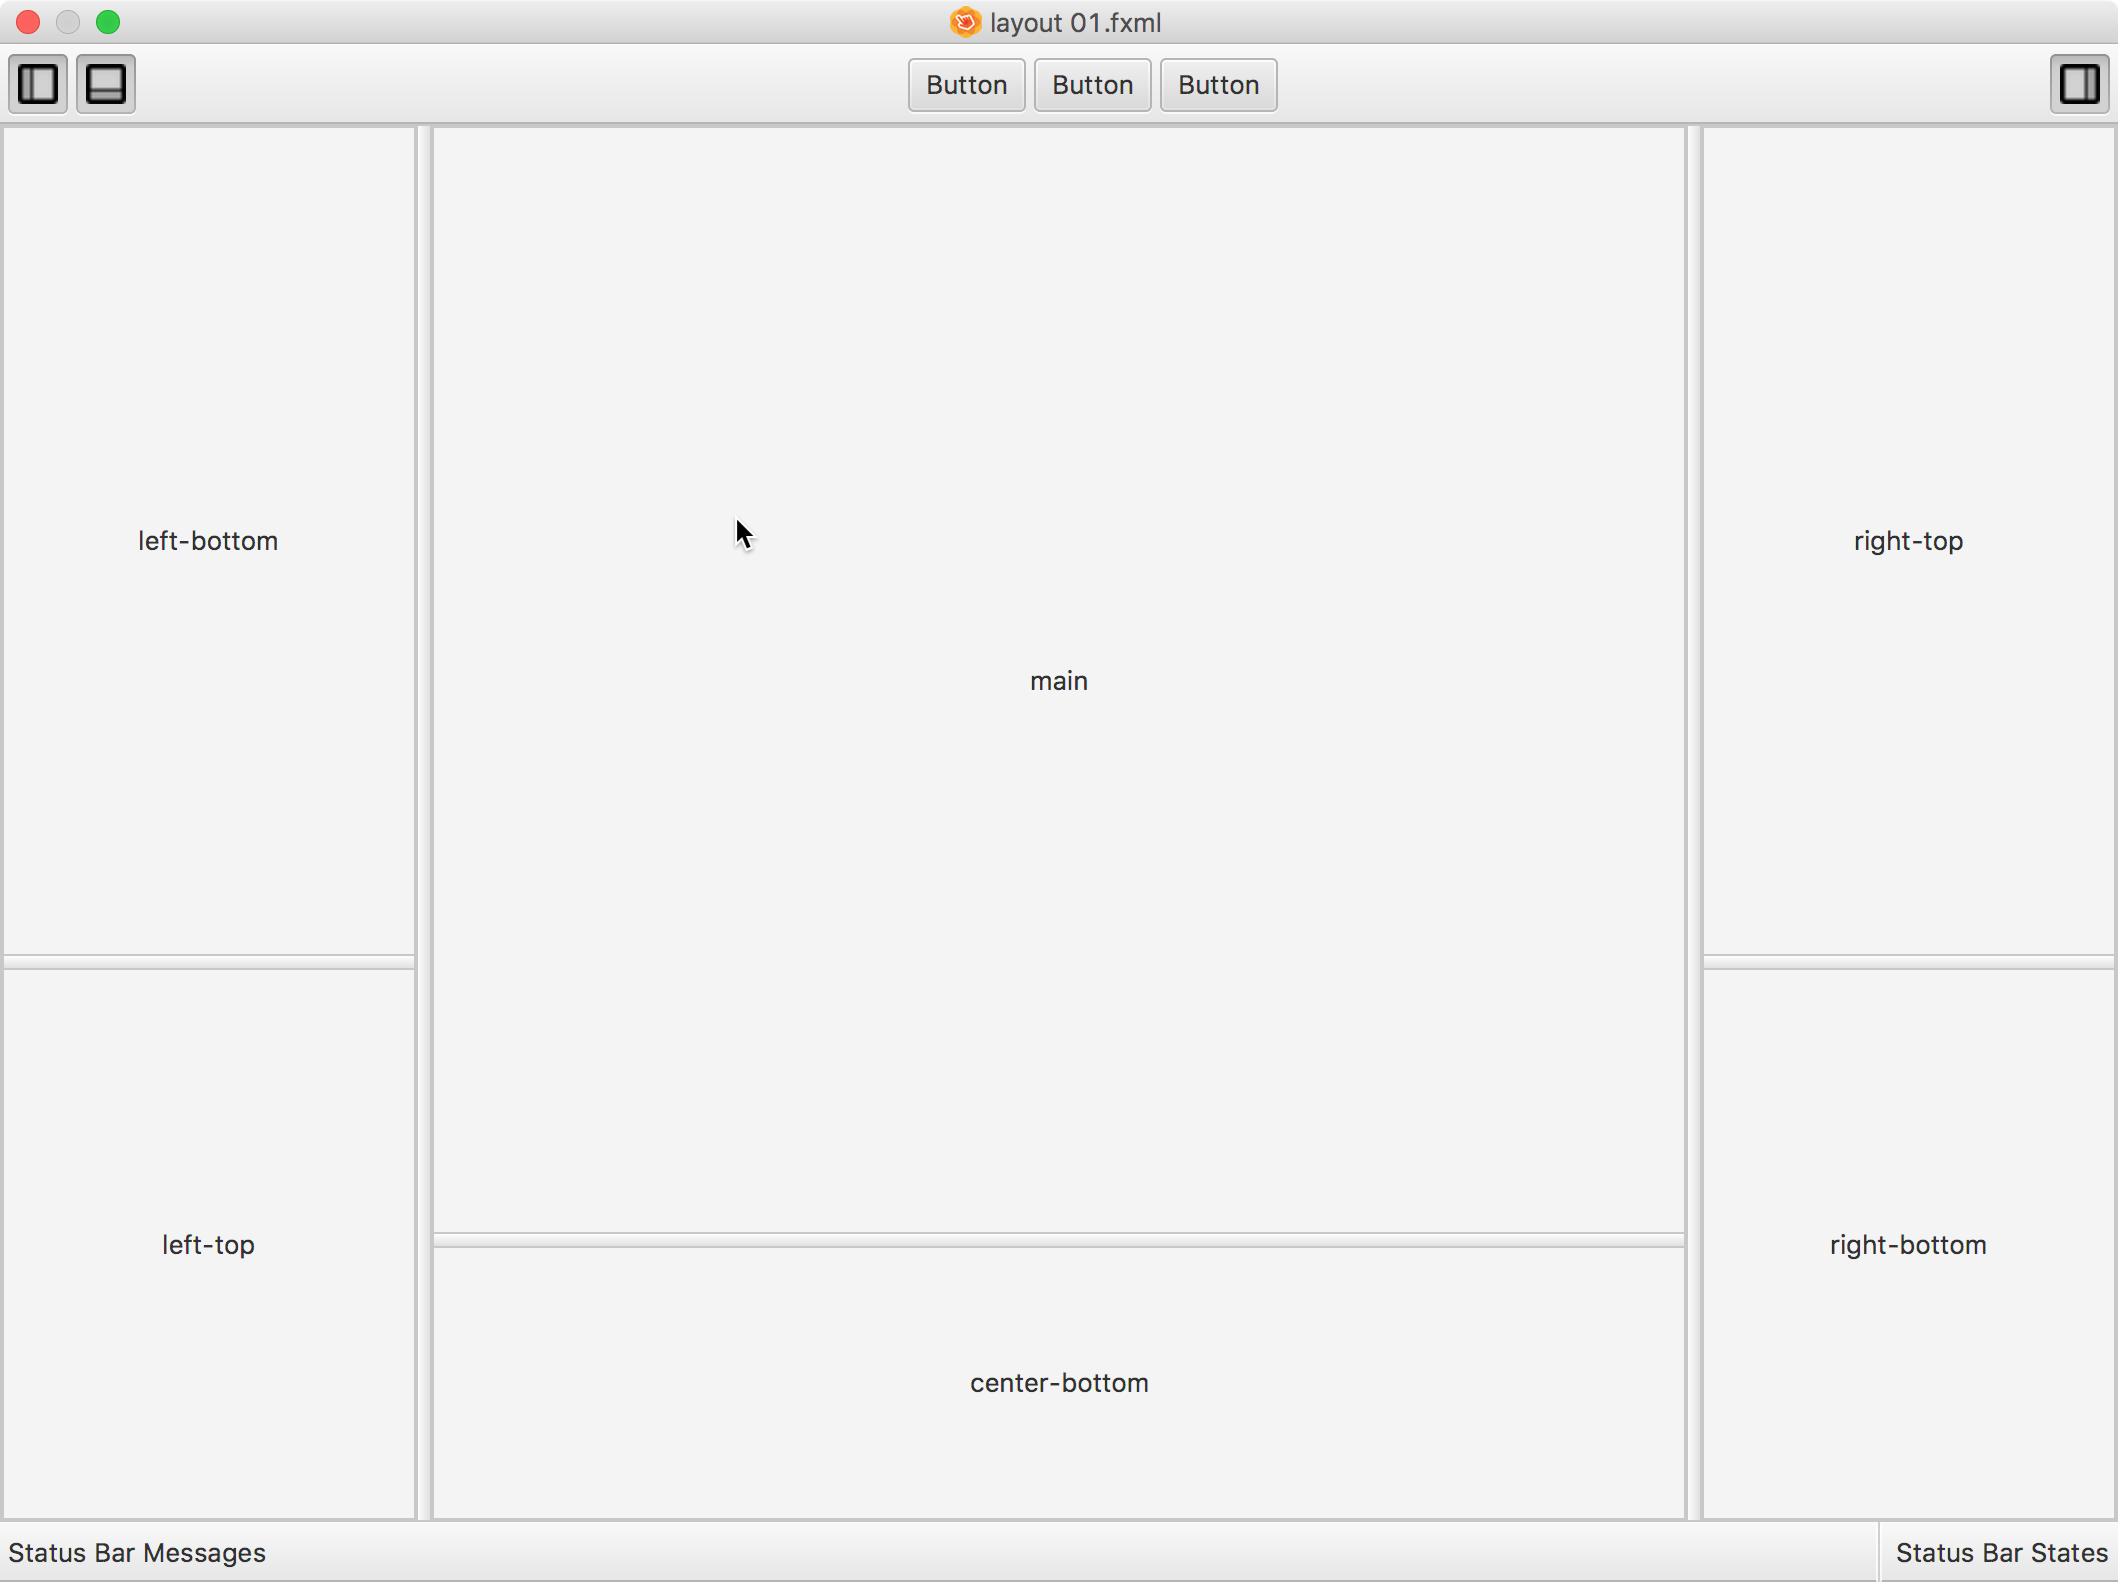 layout 01.fxml
Button Button Button
left-bottom
right-top
main
left-top
right-bottom
center-bottom
Status Bar Messages
Status Bar States